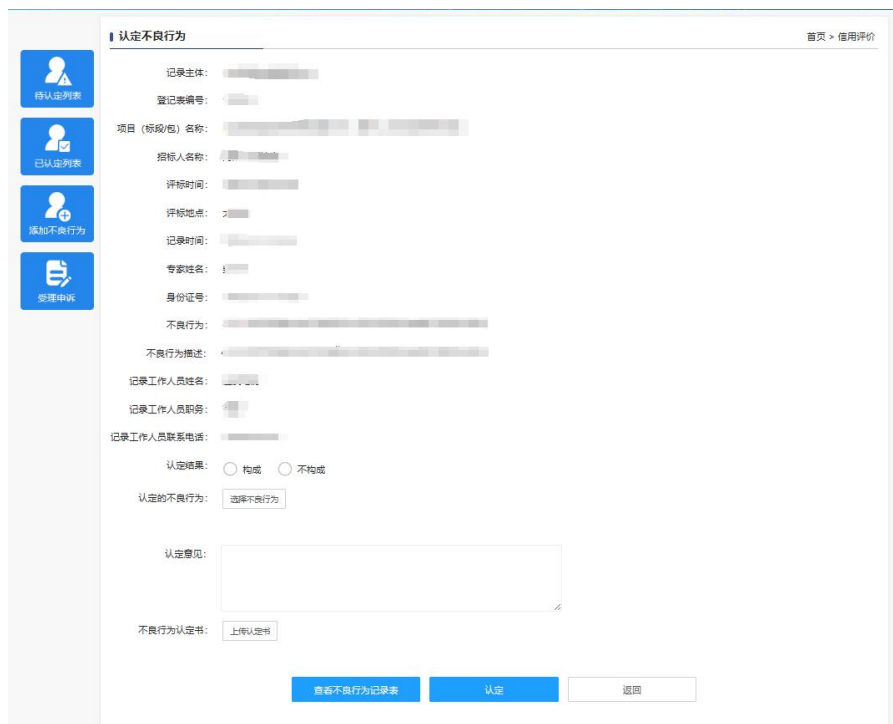 认定不良行为
首页 > 信用评价
待认定列表
已认定列表
添加不良行为
受理申诉
记录主体：
登记表编号：
项目（标段/包）名称：
招标人名称：
评标时间：
评标地点：
记录时间：
专家姓名：
身份证号：
不良行为：
不良行为描述：
记录工作人员姓名：
记录工作人员职务：
记录工作人员联系电话：
认定结果： 构成 不构成
认定的不良行为： 选择不良行为
认定意见：
不良行为认定书： 上传认定书
查看不良行为记录表 认定 返回